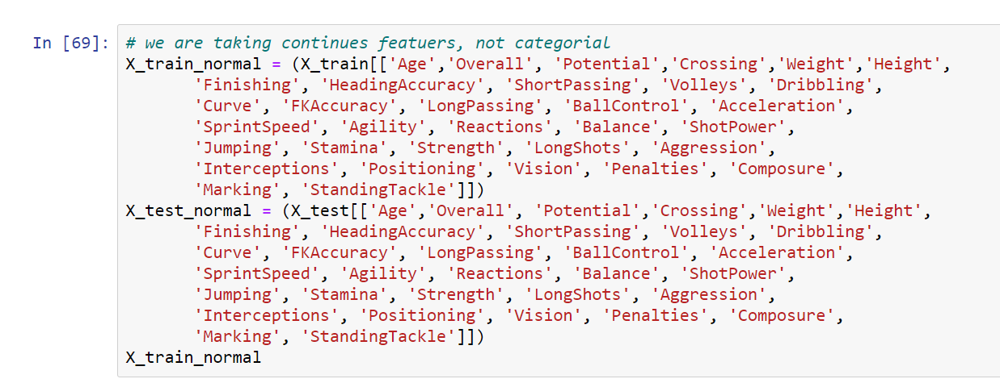 In [69]: # we are taking continues featuers, not categorial
X_train_normal = (X_train[['Age','Overall', 'Potential','Crossing','Weight','Height',
'Finishing', 'HeadingAccuracy', 'ShortPassing', 'Volleys', 'Dribbling',
'Curve', 'FKAccuracy', 'LongPassing', 'BallControl', 'Acceleration',
'SprintSpeed', 'Agility', 'Reactions', 'Balance', 'ShotPower',
'Jumping', 'Stamina', 'Strength', 'LongShots', 'Aggression',
'Interceptions', 'Positioning', 'Vision', 'Penalties', 'Composure',
'Marking', 'StandingTackle']])
X_test_normal = (X_test[['Age','Overall', 'Potential','Crossing','Weight','Height',
'Finishing', 'HeadingAccuracy', 'ShortPassing', 'Volleys', 'Dribbling',
'Curve', 'FKAccuracy', 'LongPassing', 'BallControl', 'Acceleration',
'SprintSpeed', 'Agility', 'Reactions', 'Balance', 'ShotPower',
'Jumping', 'Stamina', 'Strength', 'LongShots', 'Aggression',
'Interceptions', 'Positioning', 'Vision', 'Penalties', 'Composure',
'Marking', 'StandingTackle']])
X_train_normal